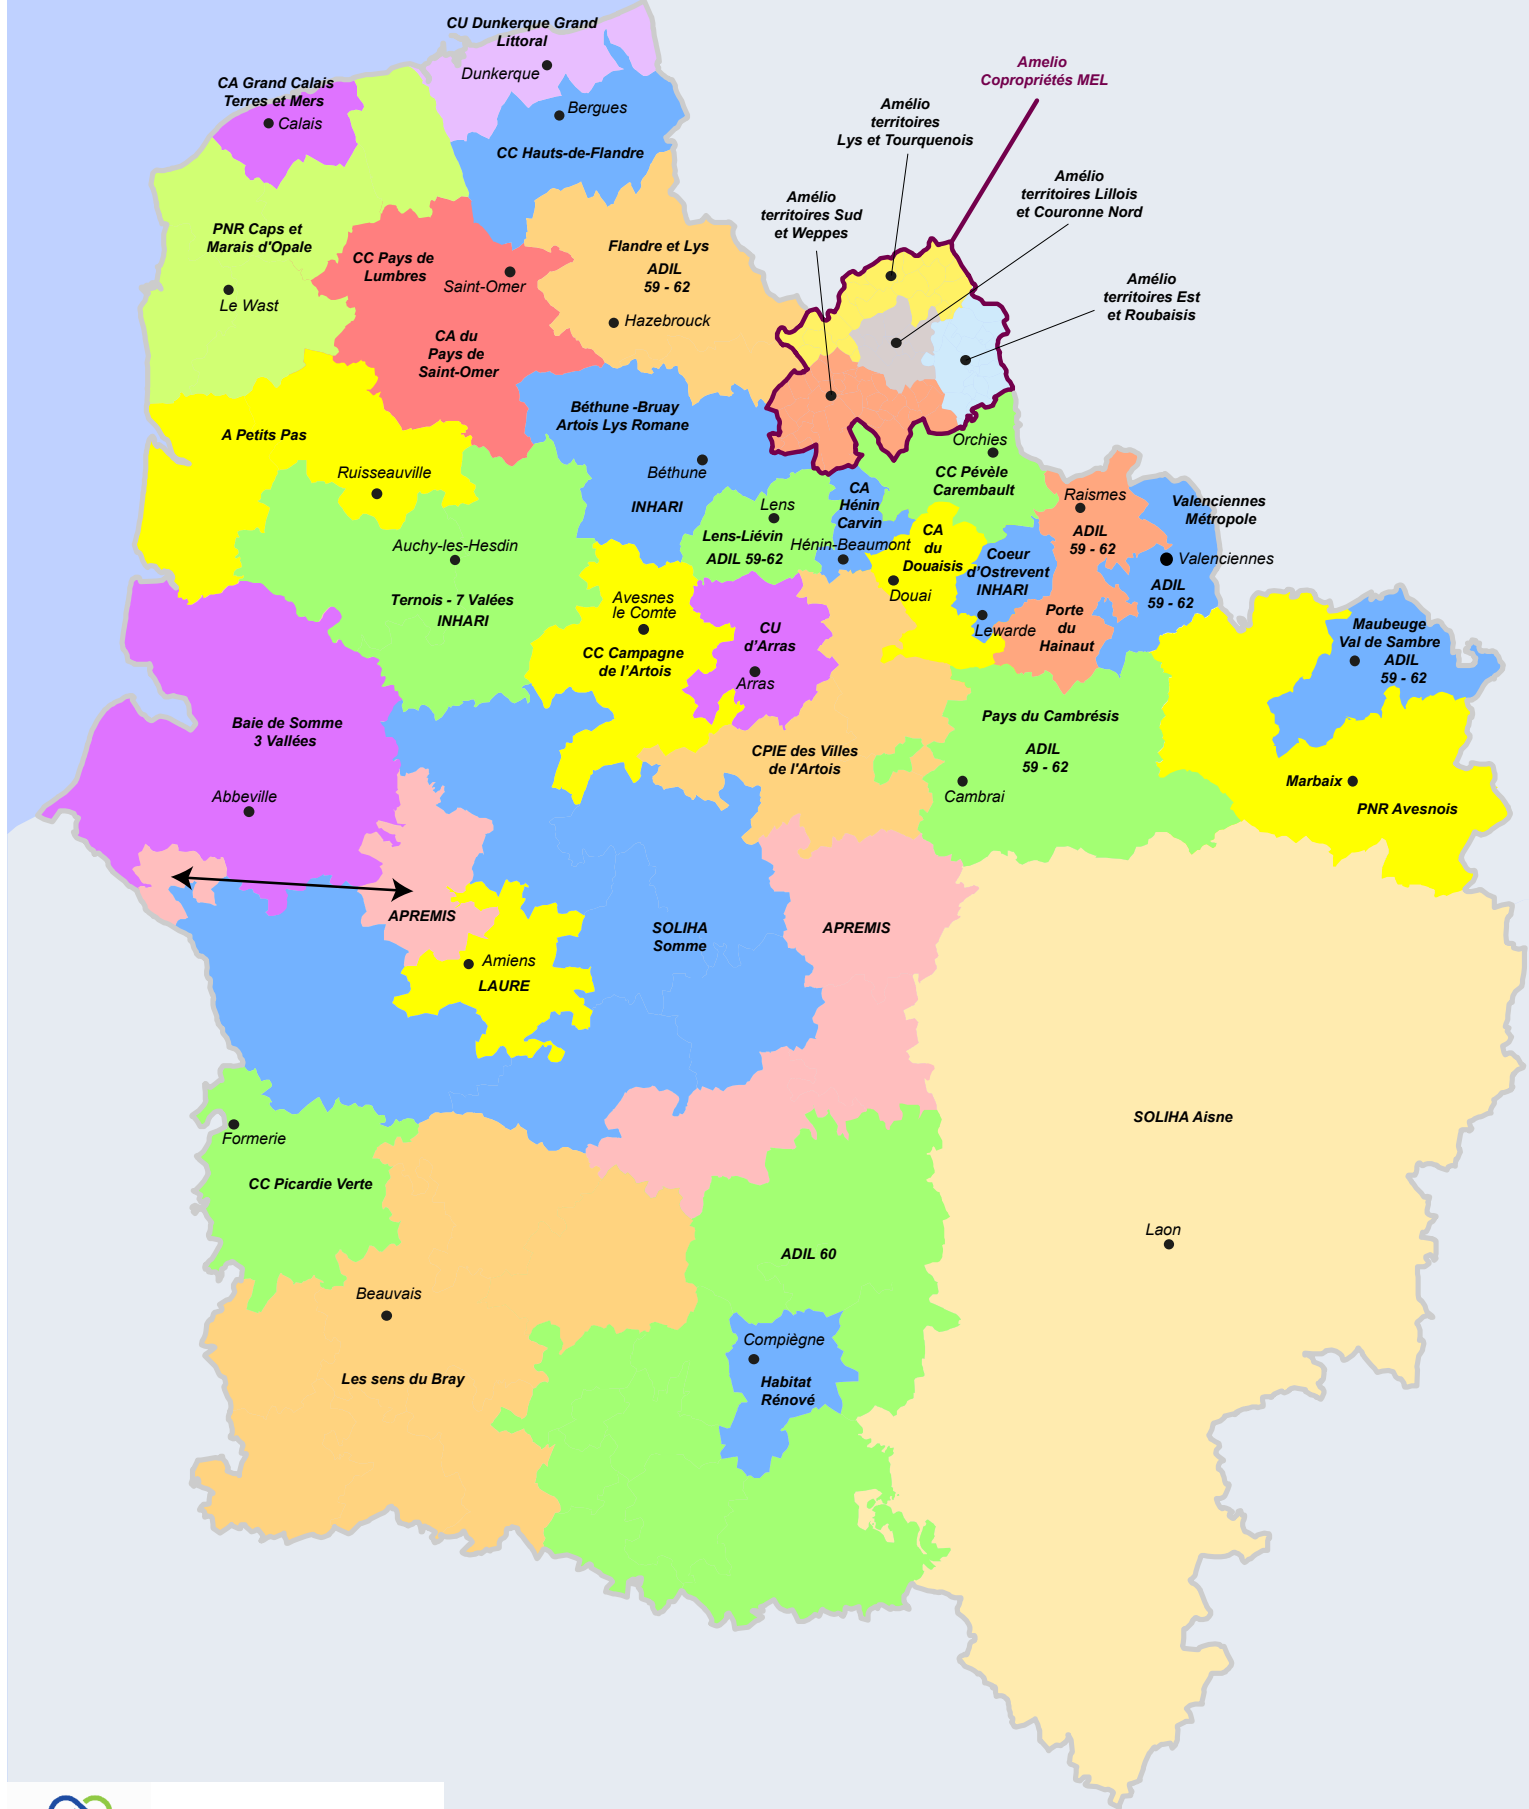 CU Dunkerque Grand
Littoral
Dunkerque
CA Grand Calais
Terres et Mers
Calais
Bergues
CC Hauts-de-Flandre
Amelio
Copropriétés MEL
Amélio
territoires
Lys et Tourquenois
Amélio
territoires Lillois
et Couronne Nord
Amélio
territoires Sud
et Weppes
Amélio
territoires Est
et Roubaisis
PNR Caps et
Marais d'Opale
Le Wast
CC Pays de
Lumbres
Saint-Omer
CA du
Pays de
Saint-Omer
Flandre et Lys
ADIL
59 - 62
Hazebrouck
A Petits Pas
Ruisseauville
Béthune -Bruay
Artois Lys Romane
Béthune
INHARI
Orchies
CC Pévèle
Carembault
Auchy-les-Hesdin
Ternois - 7 Valées
INHARI
Lens
Lens-Liévin
ADIL 59-62
CA
Hénin
Carvin
Hénin-Beaumont
CA
du
Douaisis
Douai
Coeur
d'Ostrevent
INHARI
Lewarde
Raismes
ADIL
59 - 62
Porte
du
Hainaut
Valenciennes
Métropole
Valenciennes
ADIL
59 - 62
Avesnes
le Comte
CC Campagne
de l'Artois
CU
d'Arras
Arras
Maubeuge
Val de Sambre
ADIL
59 - 62
Baie de Somme
3 Vallées
Abbeville
CPIE des Villes
de l'Artois
Pays du Cambrésis
ADIL
59 - 62
Cambrai
Marbaix
PNR Avesnois
APREMIS
Amiens
LAURE
SOLIHA
Somme
APREMIS
SOLIHA Aisne
Laon
Formerie
CC Picardie Verte
Beauvais
Les sens du Bray
ADIL 60
Compiègne
Habitat
Rénové